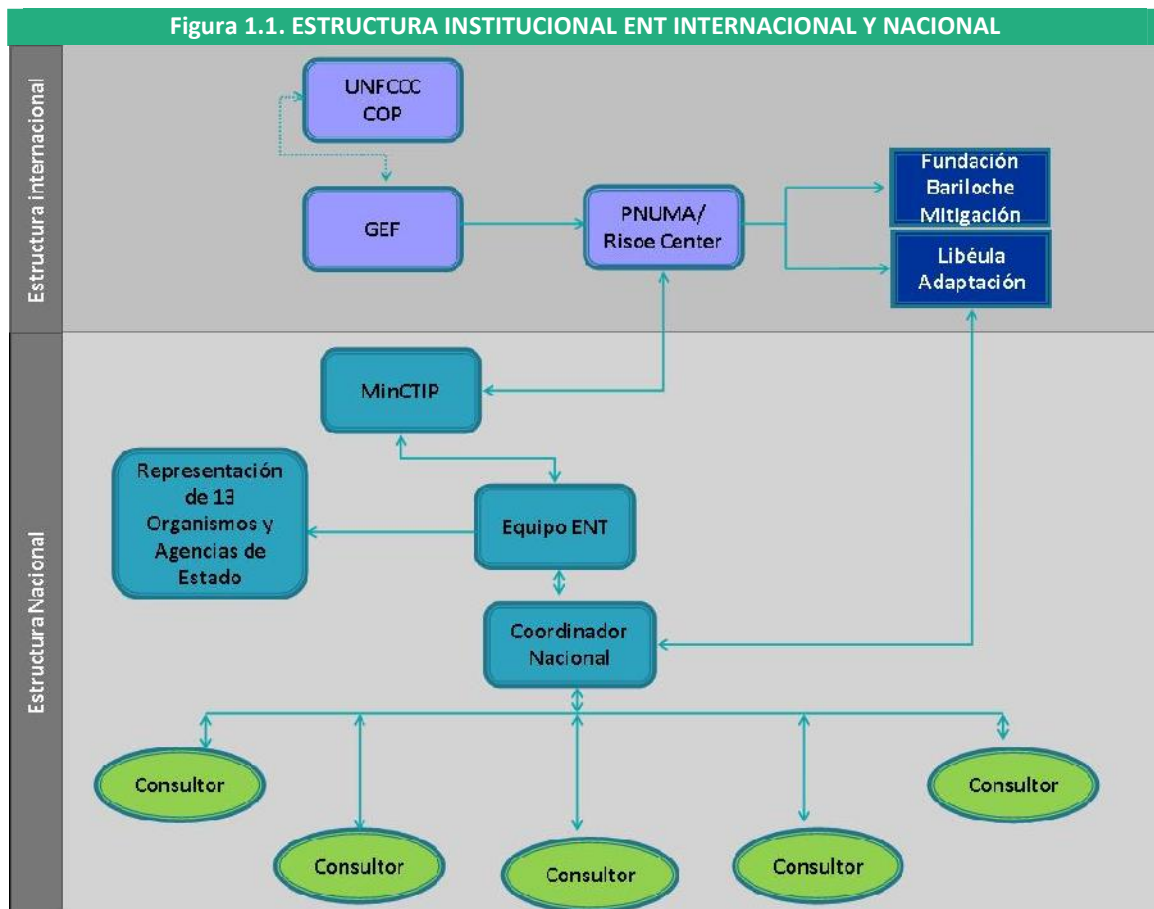 Figura 1.1. ESTRUCTURA INSTITUCIONAL ENT INTERNACIONAL Y NACIONAL
Estructura internacional
UNFCCC
COP
GEF
PNUMA/
Risoe Center
Fundación
Bariloche
Mitigación
Libéula
Adaptación
Estructura Nacional
MinCTIP
Representación
de 13
Organismos y
Agencias de
Estado
Equipo ENT
Coordinador
Nacional
Consultor
Consultor
Consultor
Consultor
Consultor